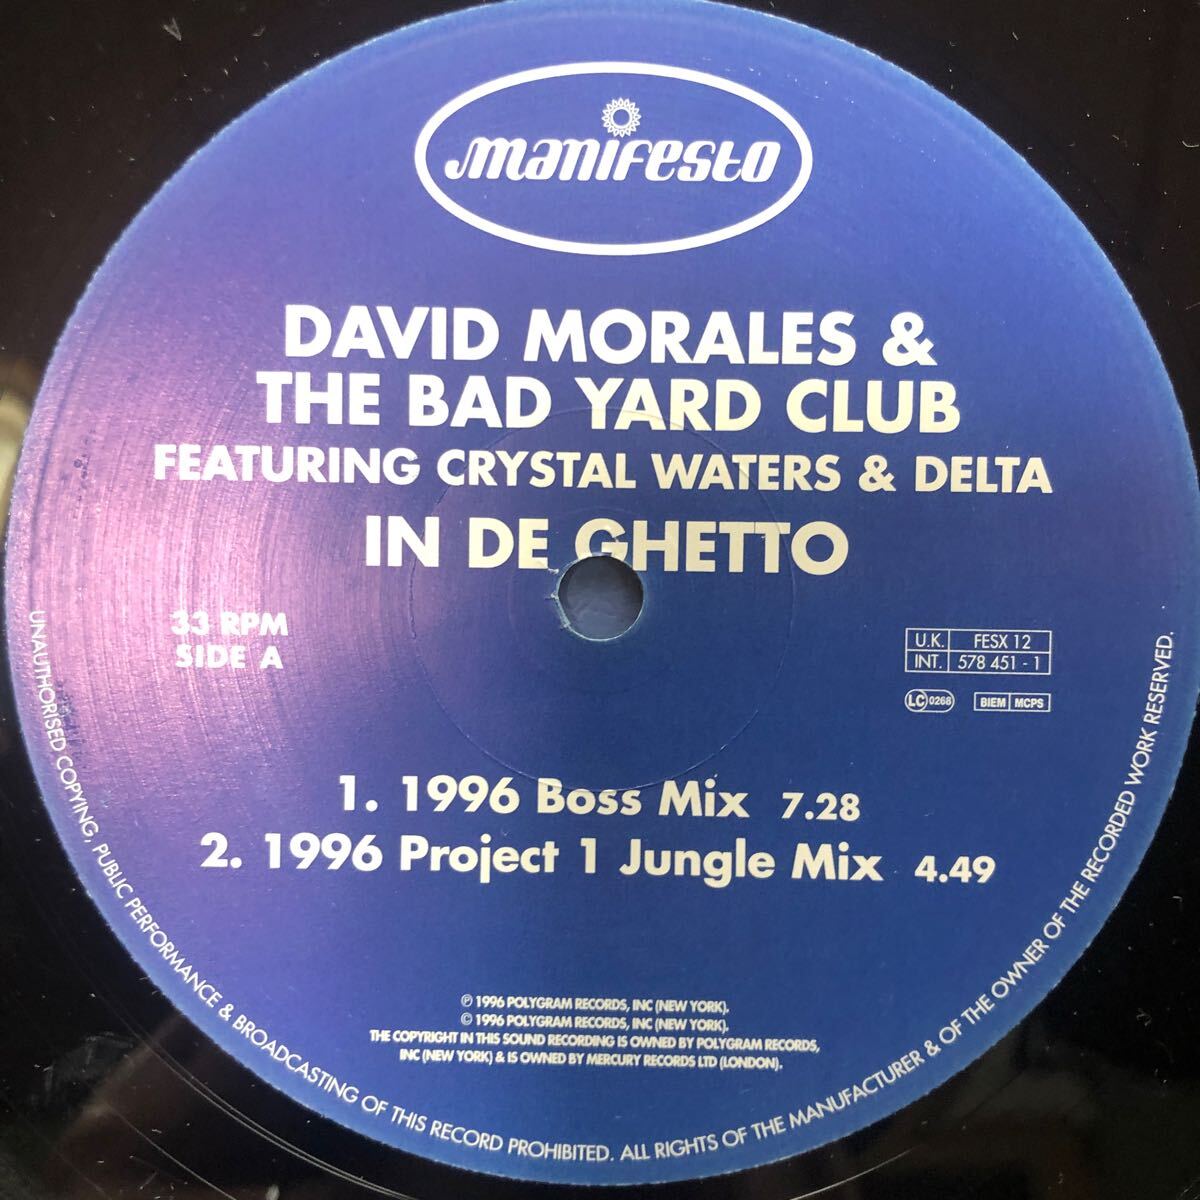 manifesto
DAVID MORALES &
THE BAD YARD CLUB
FEATURING CRYSTAL WATERS & DELTA
IN DE GHETTO
33 RPM
SIDE A
U.K. FESX 12
INT. 578 451 - 1
LC 0268 BIEM MCPS
1. 1996 Boss Mix 7.28
2. 1996 Project 1 Jungle Mix 4.49
℗ 1996 POLYGRAM RECORDS, INC (NEW YORK).
© 1996 POLYGRAM RECORDS, INC (NEW YORK).
THE COPYRIGHT IN THIS SOUND RECORDING IS OWNED BY POLYGRAM RECORDS,
INC (NEW YORK) & IS OWNED BY MERCURY RECORDS LTD (LONDON).
UNAUTHORISED COPYING, PUBLIC PERFORMANCE & BROADCASTING OF THIS RECORD PROHIBITED. ALL RIGHTS OF THE MANUFACTURER & OF THE OWNER OF THE RECORDED WORK RESERVED.